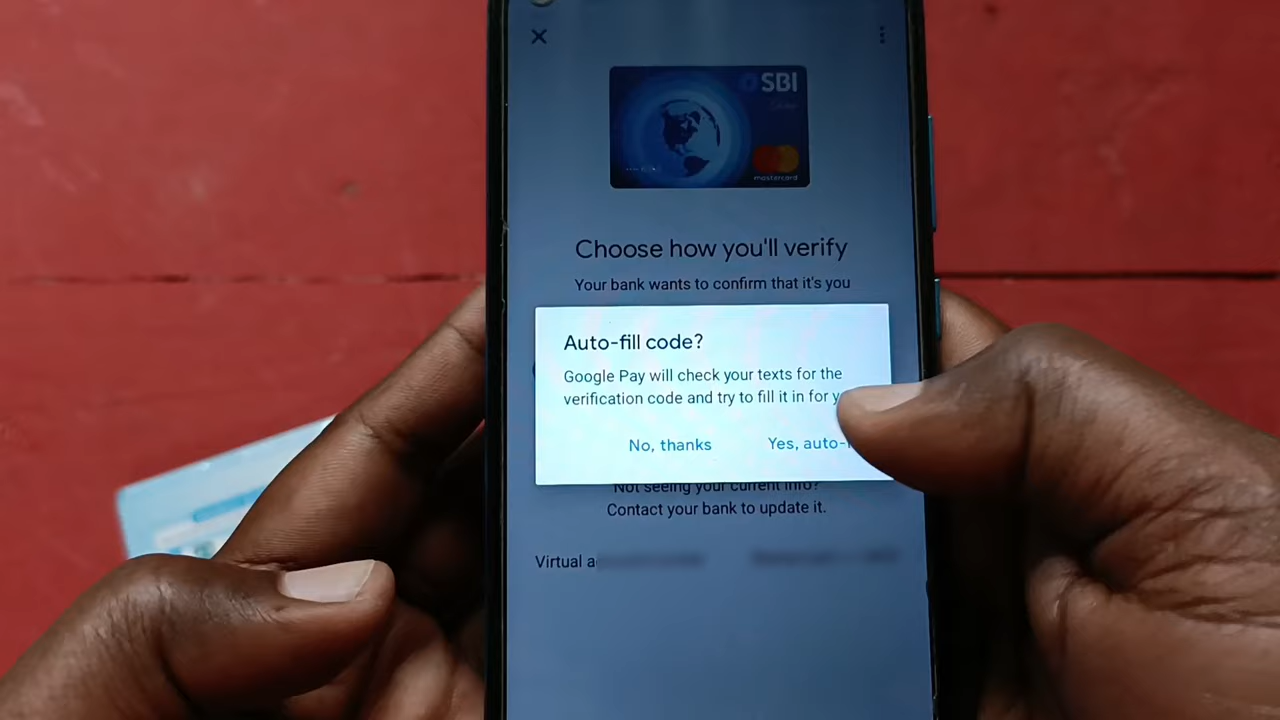 SBI
mastercard
Choose how you'll verify
Your bank wants to confirm that it's you
Auto-fill code?
Google Pay will check your texts for the
verification code and try to fill it in for
No, thanks
Yes, auto-
Not seeing your current info?
Contact your bank to update it.
Virtual